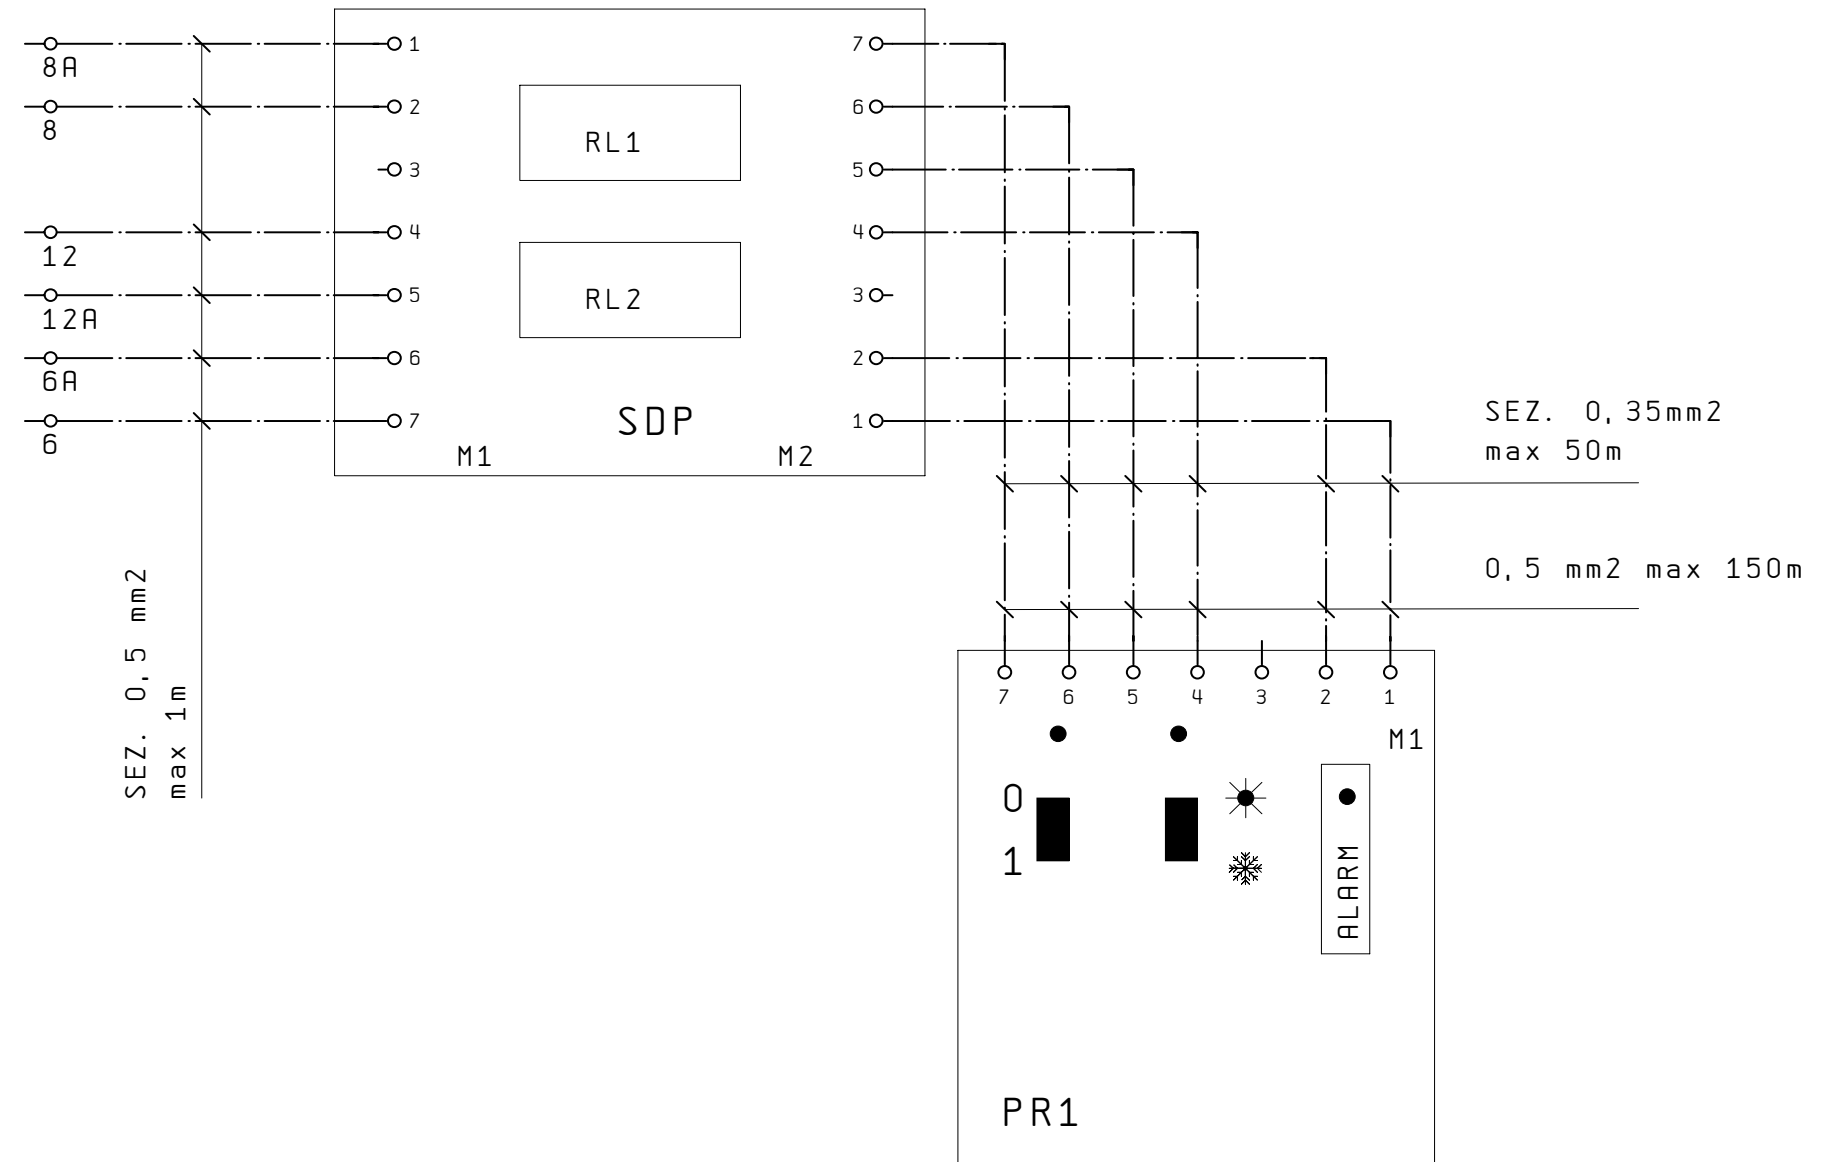 8A
8
12
12A
6A
6
SEZ. 0,5 mm2
max 1m
1
2
3
4
5
6
7
RL1
RL2
SDP
M1
M2
7
6
5
4
3
2
1
SEZ. 0,35mm2
max 50m
0,5 mm2 max 150m
7 6 5 4 3 2 1
M1
0
1
ALARM
PR1